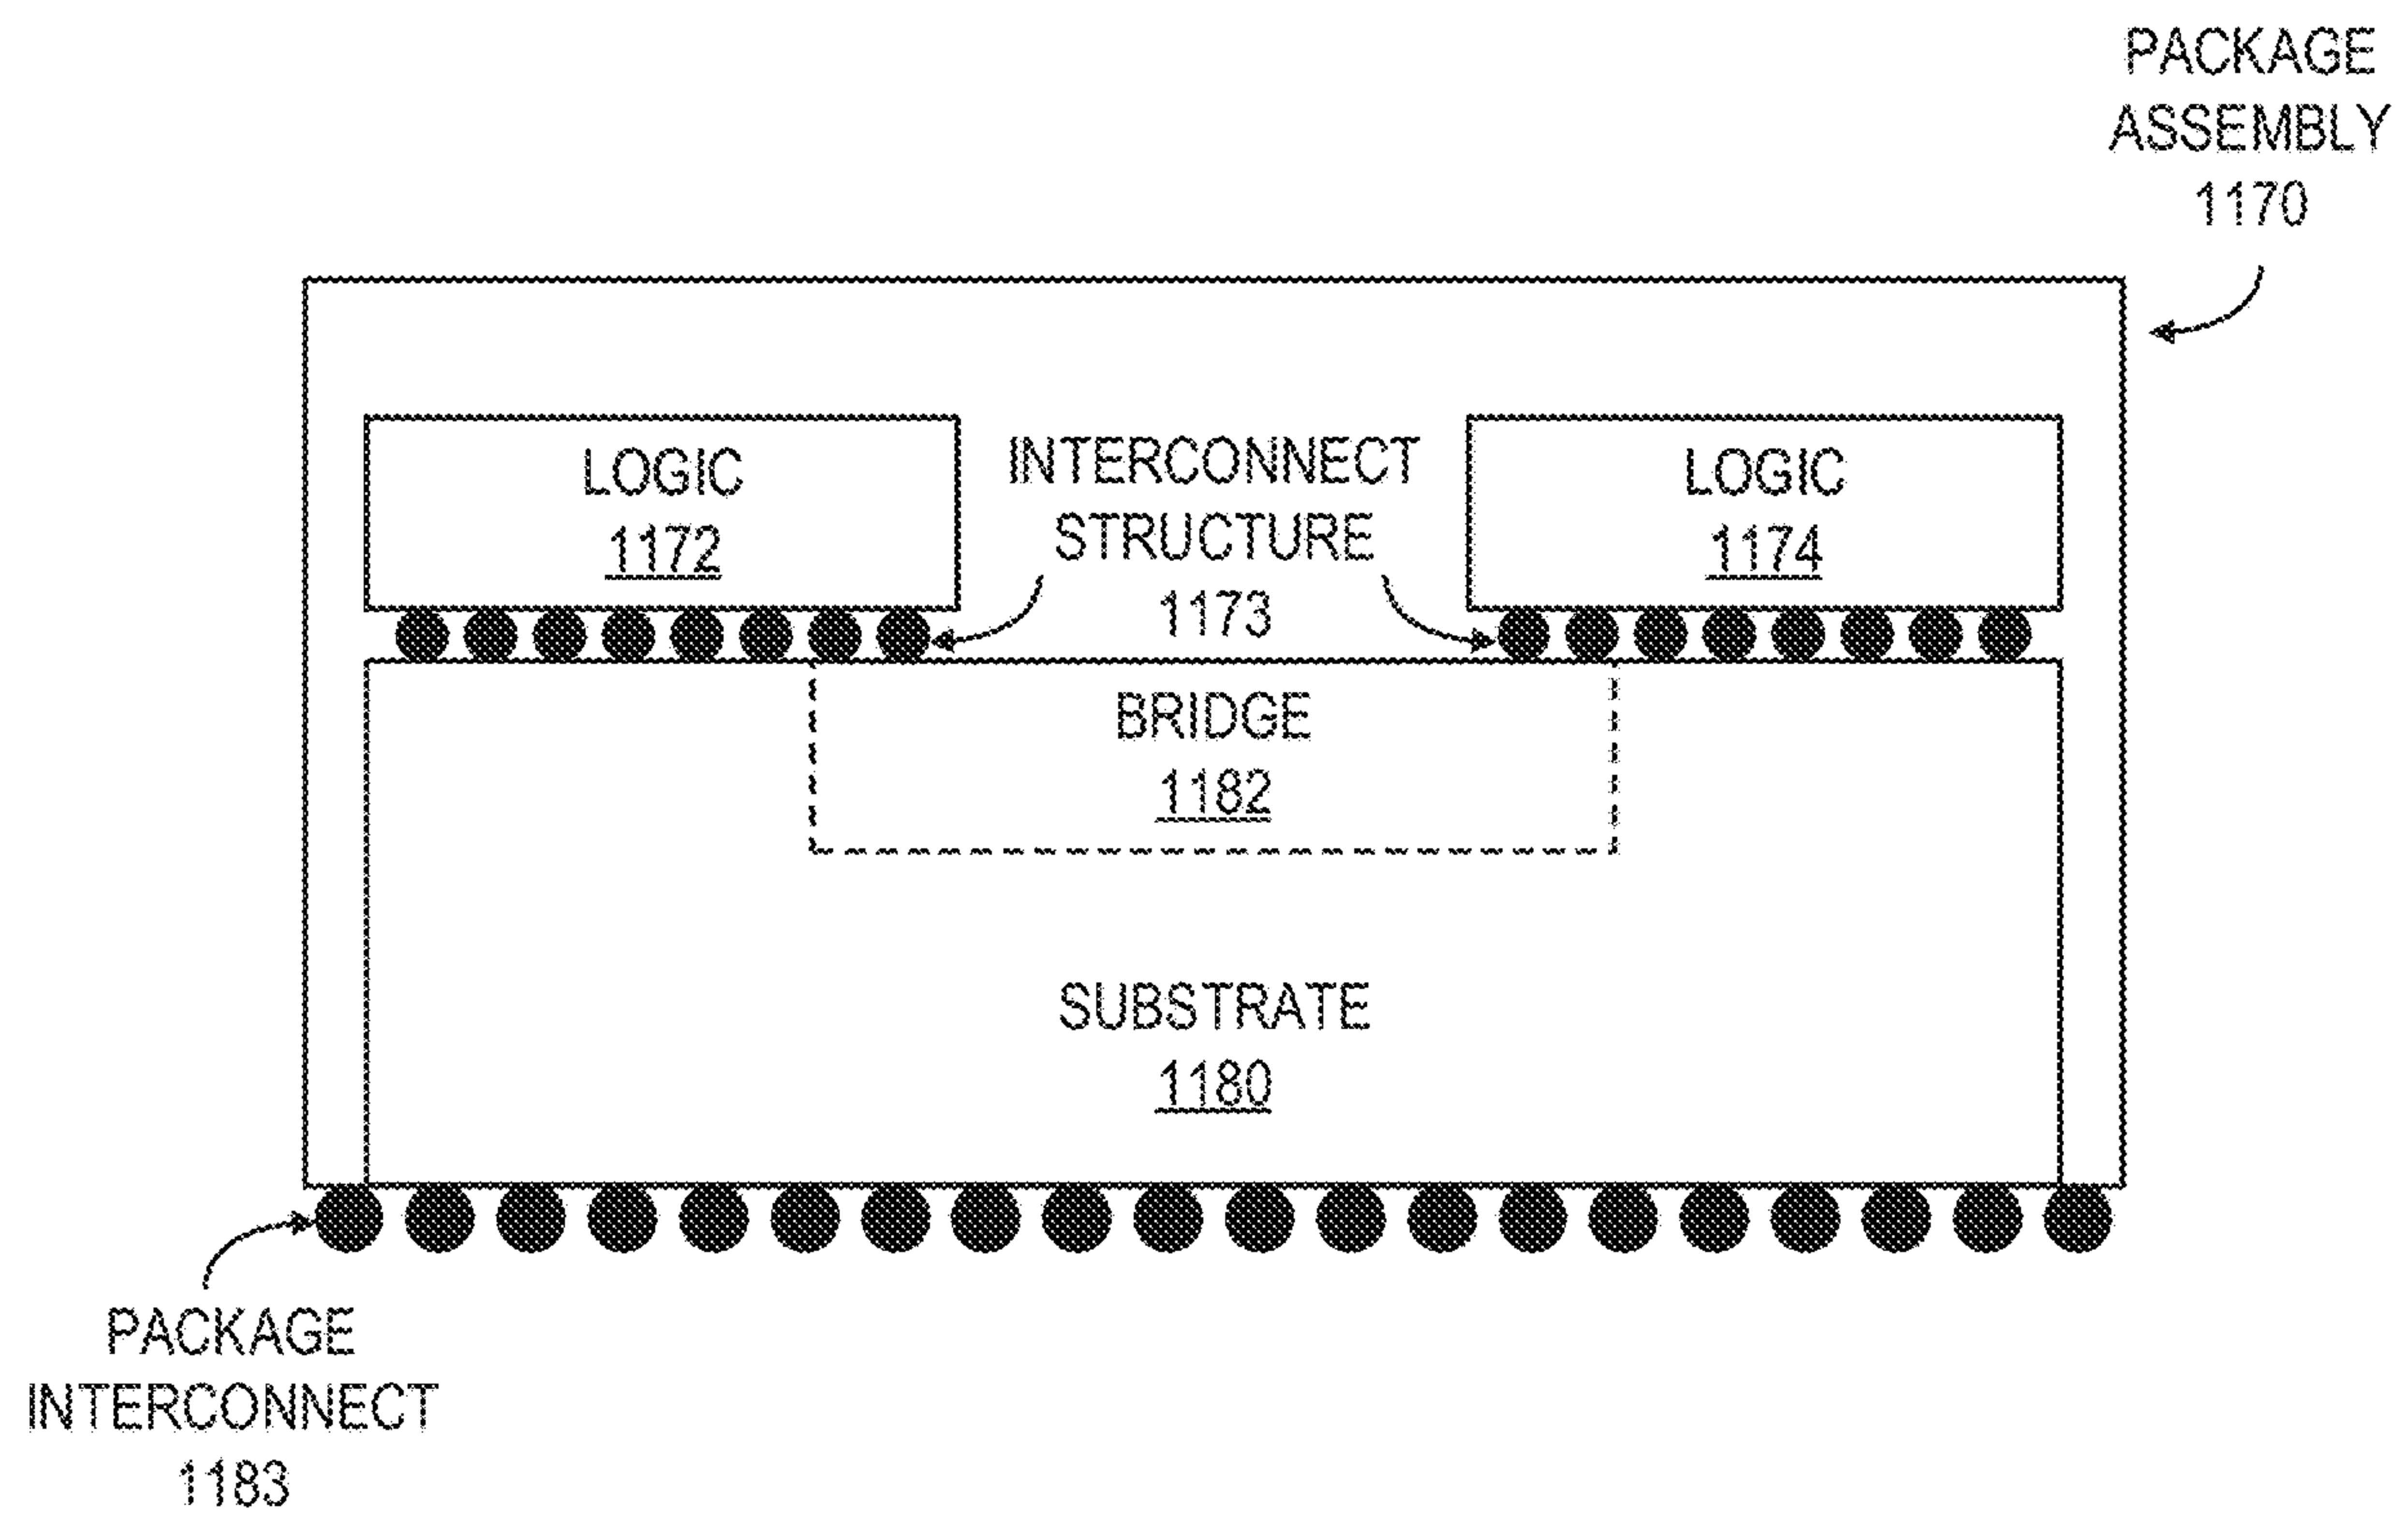 PACKAGE
ASSEMBLY
1170
LOGIC
1172
INTERCONNECT
STRUCTURE
1173
LOGIC
1174
BRIDGE
1182
SUBSTRATE
1180
PACKAGE
INTERCONNECT
1183